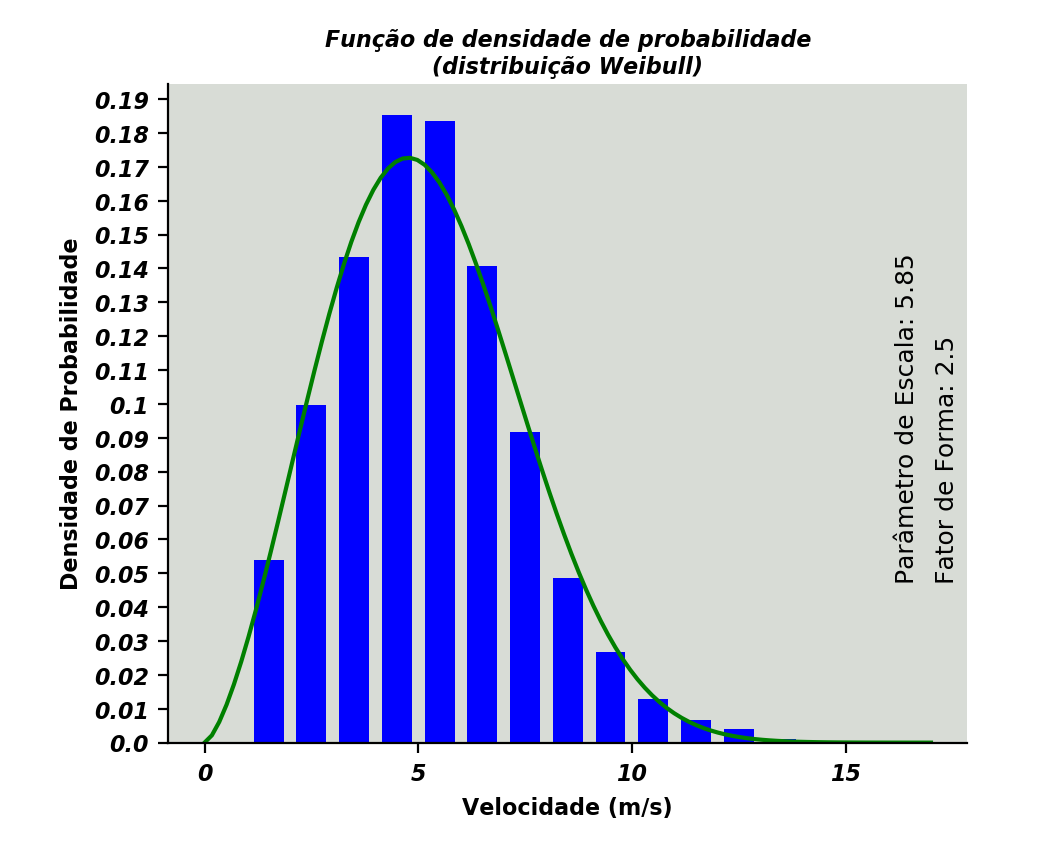 Função de densidade de probabilidade
(distribuição Weibull)
Densidade de Probabilidade
0.19
0.18
0.17
0.16
0.15
0.14
0.13
0.12
0.11
0.1
0.09
0.08
0.07
0.06
0.05
0.04
0.03
0.02
0.01
0.0
Parâmetro de Escala: 5.85
Fator de Forma: 2.5
0 5 10 15
Velocidade (m/s)